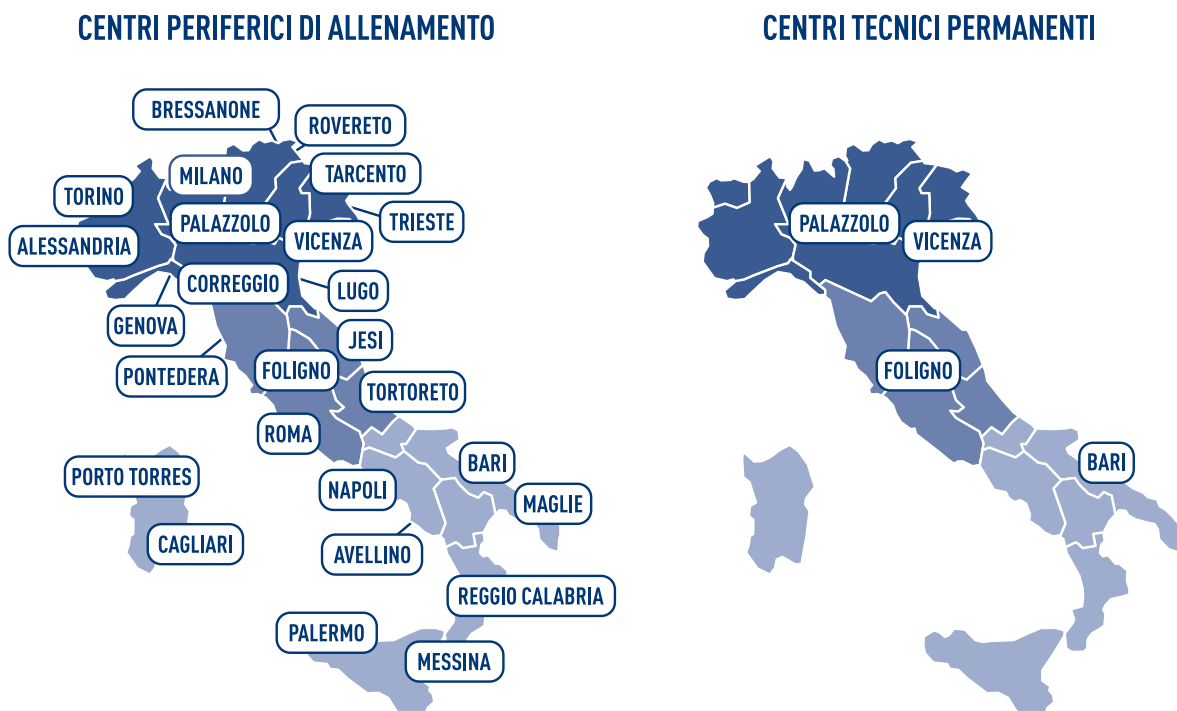 CENTRI PERIFERICI DI ALLENAMENTO
BRESSANONE
ROVERETO
MILANO
TARCENTO
TORINO
PALAZZOLO
TRIESTE
ALESSANDRIA
VICENZA
CORREGGIO
LUGO
GENOVA
JESI
PONTEDERA
FOLIGNO
TORTORETO
ROMA
BARI
PORTO TORRES
NAPOLI
MAGLIE
CAGLIARI
AVELLINO
REGGIO CALABRIA
PALERMO
MESSINA
CENTRI TECNICI PERMANENTI
PALAZZOLO
VICENZA
FOLIGNO
BARI